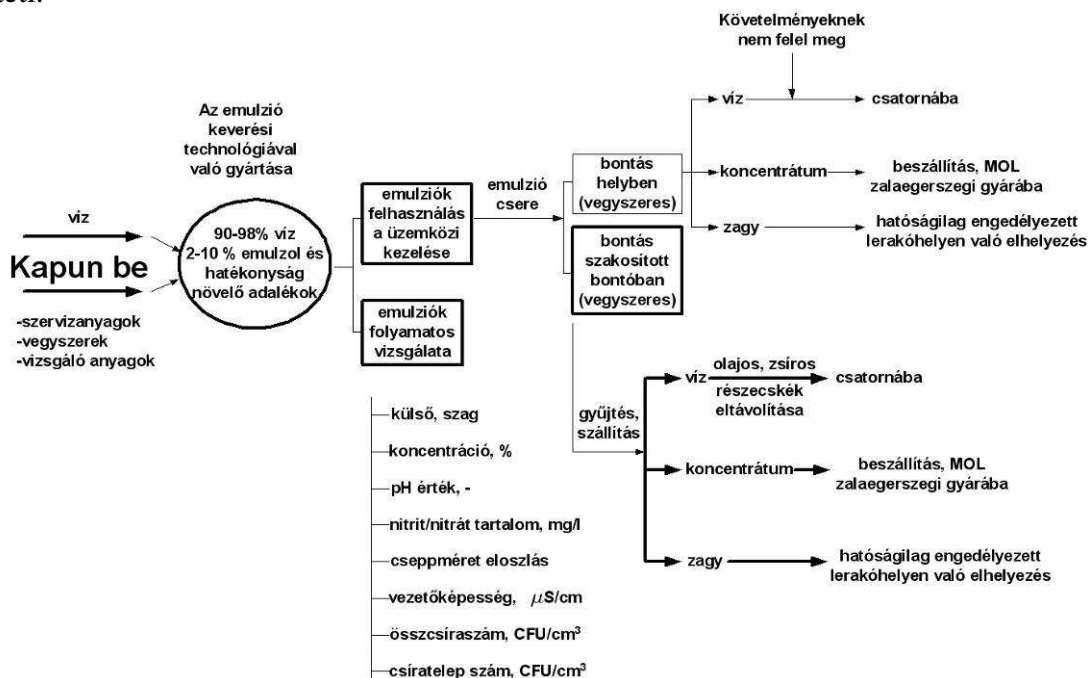 Követelményeknek
nem felel meg
Az emulzió
keverési
technológiával
való gyártása
víz
Kapun be
-szervizanyagok
-vegyszerek
-vizsgáló anyagok
90-98% víz
2-10 % emulzol és
hatékonyság
növelő adalékok
emulziók
felhasználás
a üzemközi
kezelése
emulziók
folyamatos
vizsgálata
emulzió
csere
bontás
helyben
(vegyszeres)
bontás
szakosított
bontóban
(vegyszeres)
víz
csatornába
koncentrátum
beszállítás, MOL
zalaegerszegi gyárába
zagy
hatóságilag engedélyezett
lerakóhelyen való elhelyezés
gyűjtés,
szállítás
víz
olajos, zsíros
részecskék
eltávolítása
csatornába
koncentrátum
beszállítás, MOL
zalaegerszegi gyárába
zagy
hatóságilag engedélyezett
lerakóhelyen való elhelyezés
külső, szag
koncentráció, %
pH érték, -
nitrit/nitrát tartalom, mg/l
cseppméret eloszlás
vezetőképesség, μS/cm
összcsíraszám, CFU/cm³
csíratelep szám, CFU/cm³